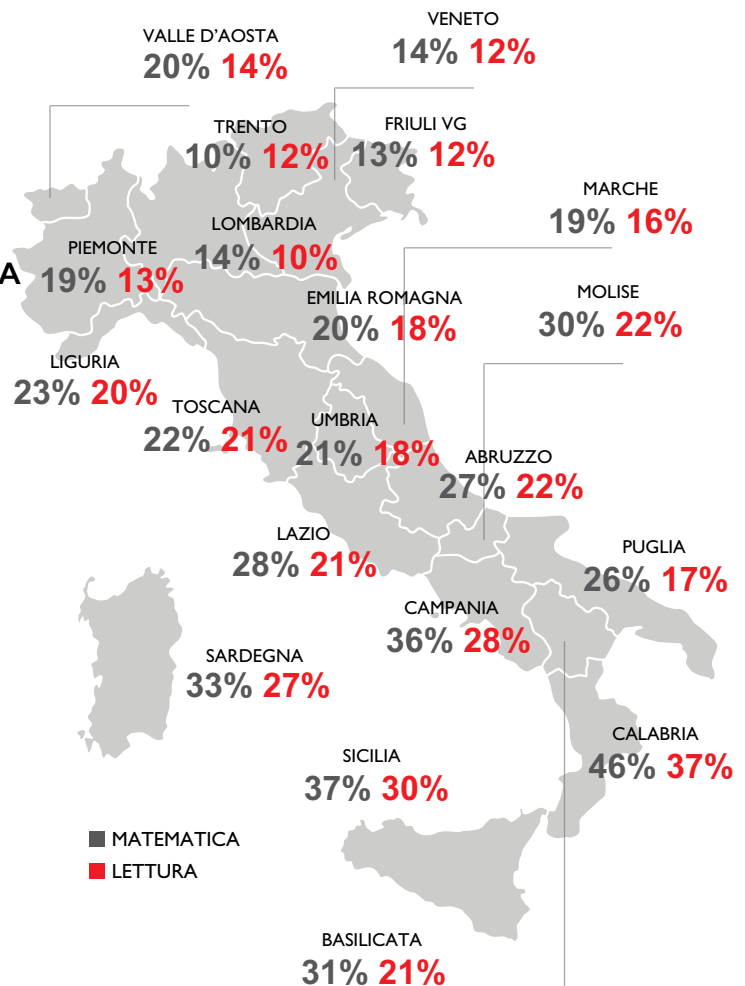 VALLE D'AOSTA
20% 14%
VENETO
14% 12%
TRENTO
10% 12%
FRIULI VG
13% 12%
MARCHE
19% 16%
LOMBARDIA
14% 10%
PIEMONTE
19% 13%
A
EMILIA ROMAGNA
20% 18%
MOLISE
30% 22%
LIGURIA
23% 20%
TOSCANA
22% 21%
UMBRIA
21% 18%
ABRUZZO
27% 22%
LAZIO
28% 21%
PUGLIA
26% 17%
CAMPANIA
36% 28%
SARDEGNA
33% 27%
CALABRIA
46% 37%
SICILIA
37% 30%
MATEMATICA
LETTURA
BASILICATA
31% 21%